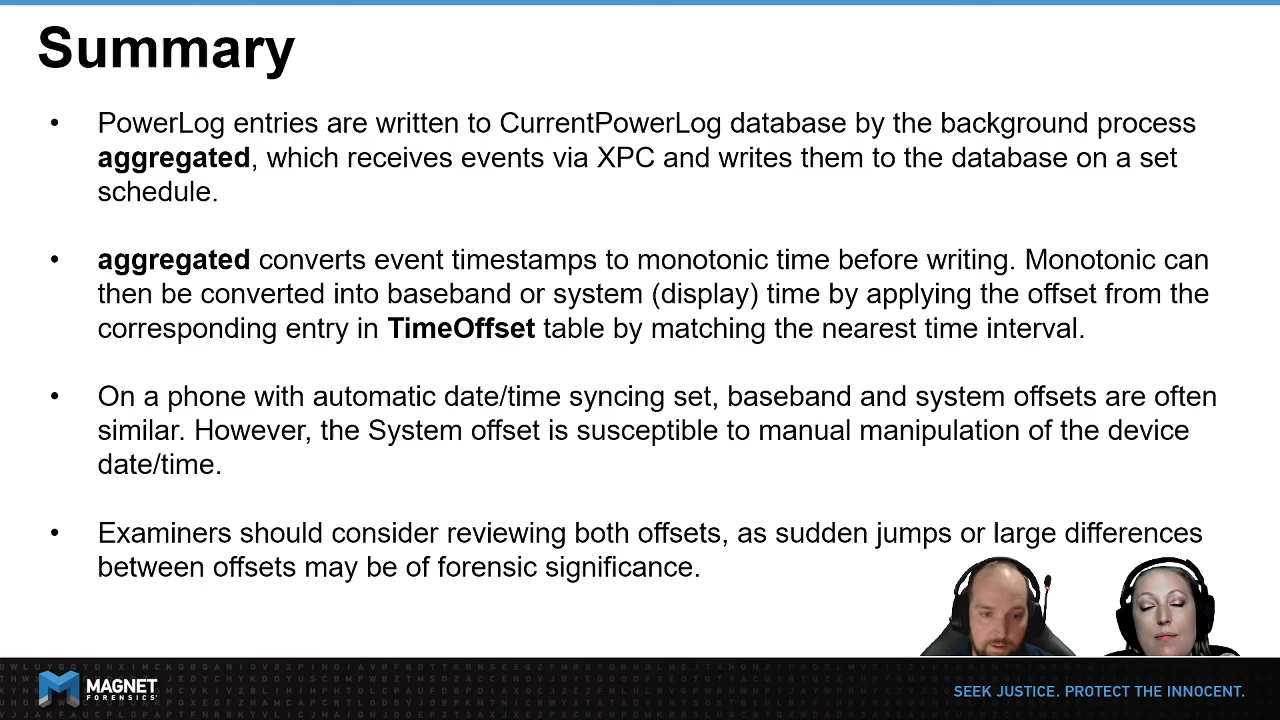 Summary
• PowerLog entries are written to CurrentPowerLog database by the background process
aggregated, which receives events via XPC and writes them to the database on a set
schedule.
• aggregated converts event timestamps to monotonic time before writing. Monotonic can
then be converted into baseband or system (display) time by applying the offset from the
corresponding entry in TimeOffset table by matching the nearest time interval.
• On a phone with automatic date/time syncing set, baseband and system offsets are often
similar. However, the System offset is susceptible to manual manipulation of the device
date/time.
• Examiners should consider reviewing both offsets, as sudden jumps or large differences
between offsets may be of forensic significance.
MAGNET
FORENSICS
SEEK JUSTICE. PROTECT THE INNOCENT.